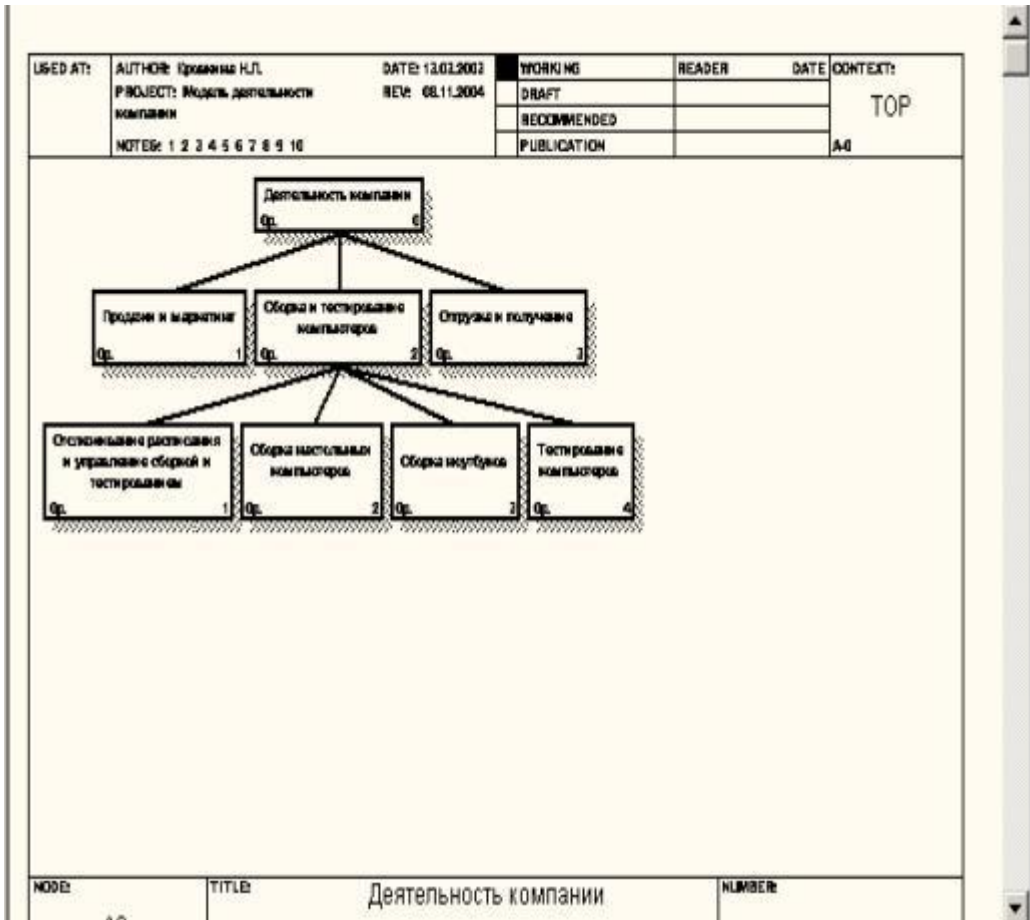 USED AT:
AUTHOR: Н.Л.
DATE: 13.03.2003
WORKING
READER
DATE
CONTEXT:
PROJECT: Модель деятельности
REV: 08.11.2004
DRAFT
TOP
компании
RECOMMENDED
NOTES: 1 2 3 4 5 6 7 8 9 10
PUBLICATION
A-0
Деятельность компании
0р. 0
Продажи и маркетинг
0р. 1
Сборка и тестирование
компьютеров
0р. 2
Отгрузка и получение
0р. 3
Отслеживание расписания
и управление сборкой и
тестированием
0р. 1
Сборка настольных
компьютеров
0р. 2
Сборка ноутбуков
0р. 3
Тестирование
компьютеров
0р. 4
NODE:
TITLE:
Деятельность компании
NUMBER: